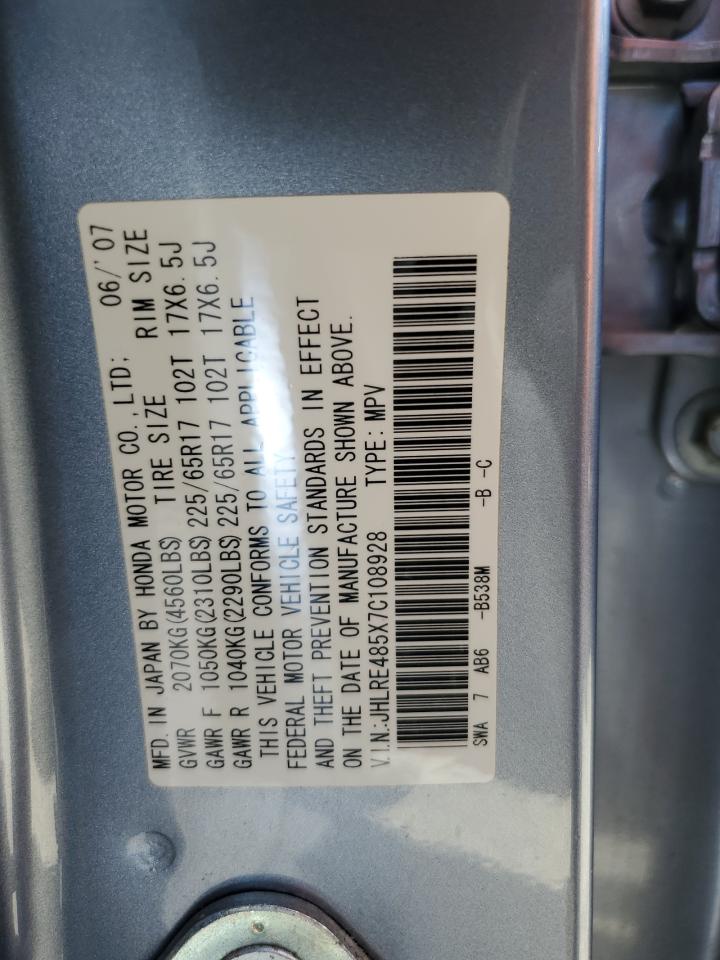 MFD. IN JAPAN BY HONDA MOTOR CO., LTD; 06/'07
GVWR 2070KG(4560LBS) TIRE SIZE RIM SIZE
GAWR F 1050KG(2310LBS) 225/65R17 102T 17X6.5J
GAWR R 1040KG(2290LBS) 225/65R17 102T 17X6.5J
THIS VEHICLE CONFORMS TO ALL APPLICABLE
FEDERAL MOTOR VEHICLE SAFETY
AND THEFT PREVENTION STANDARDS IN EFFECT
ON THE DATE OF MANUFACTURE SHOWN ABOVE.
V.I.N:JHLRE485X7C108928 TYPE:MPV
SWA 7 AB6 -B538M -B -C